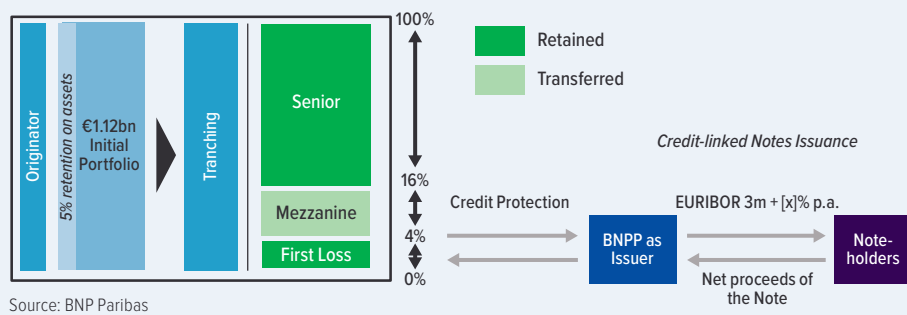 Originator
5% retention on assets
€1.12bn
Initial
Portfolio
Tranching
Senior
Mezzanine
First Loss
100%
16%
4%
0%
Retained
Transferred
Credit-linked Notes Issuance
Credit Protection
BNPP as
Issuer
EURIBOR 3m + [x]% p.a.
Net proceeds of
the Note
Note-
holders
Source: BNP Paribas